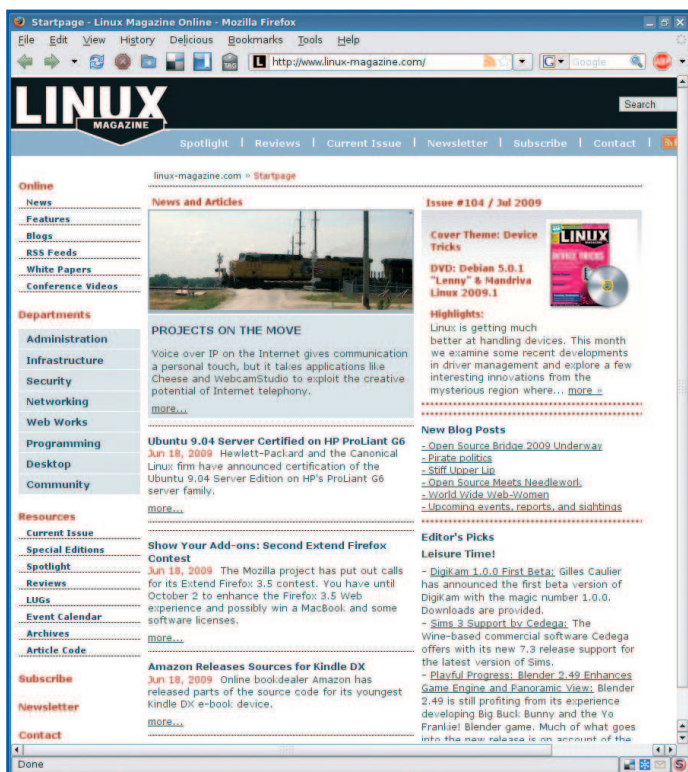 Startpage - Linux Magazine Online - Mozilla Firefox
File Edit View History Delicious Bookmarks Tools Help
TAG L http://www.linux-magazine.com/ G Google ABP
LINUX
MAGAZINE
Search
Spotlight | Reviews | Current Issue | Newsletter | Subscribe | Contact |
linux-magazine.com » Startpage
Online
News
Features
Blogs
RSS Feeds
White Papers
Conference Videos
Departments
Administration
Infrastructure
Security
Networking
Web Works
Programming
Desktop
Community
Resources
Current Issue
Special Editions
Spotlight
Reviews
LUGs
Event Calendar
Archives
Article Code
Subscribe
Newsletter
Contact
News and Articles
PROJECTS ON THE MOVE
Voice over IP on the Internet gives communication
a personal touch, but it takes applications like
Cheese and WebcamStudio to exploit the creative
potential of Internet telephony.
more...
Ubuntu 9.04 Server Certified on HP ProLiant G6
Jun 18, 2009 Hewlett-Packard and the Canonical
Linux firm have announced certification of the
Ubuntu 9.04 Server Edition on HP's ProLiant G6
server family.
more...
Show Your Add-ons: Second Extend Firefox
Contest
Jun 18, 2009 The Mozilla project has put out calls
for its Extend Firefox 3.5 contest. You have until
October 2 to enhance the Firefox 3.5 Web
experience and possibly win a MacBook and some
software licenses.
more...
Amazon Releases Sources for Kindle DX
Jun 18, 2009 Online bookdealer Amazon has
released parts of the source code for its youngest
Kindle DX e-book device.
more...
Issue #104 / Jul 2009
Cover Theme: Device
Tricks
DVD: Debian 5.0.1
"Lenny" & Mandriva
Linux 2009.1
LINUX
DEVICE TRICKS
Highlights:
Linux is getting much
better at handling devices. This month
we examine some recent developments
in driver management and explore a few
interesting innovations from the
mysterious region where... more »
New Blog Posts
- Open Source Bridge 2009 Underway
- Pirate politics
- Stiff Upper Lip
- Open Source Meets Needlework
- World Wide Web-Women
- Upcoming events, reports, and sightings
Editor's Picks
Leisure Time!
- DigiKam 1.0.0 First Beta: Gilles Caulier
has announced the first beta version of
DigiKam with the magic number 1.0.0.
Downloads are provided.
- Sims 3 Support by Cedega: The
Wine-based commercial software Cedega
offers with its new 7.3 release support for
the latest version of Sims.
- Playful Progress: Blender 2.49 Enhances
Game Engine and Panoramic View: Blender
2.49 is still profiting from its experience
developing Big Buck Bunny and the Yo
Frankie! Blender game. Much of what goes
into the new release is on account of the
Done